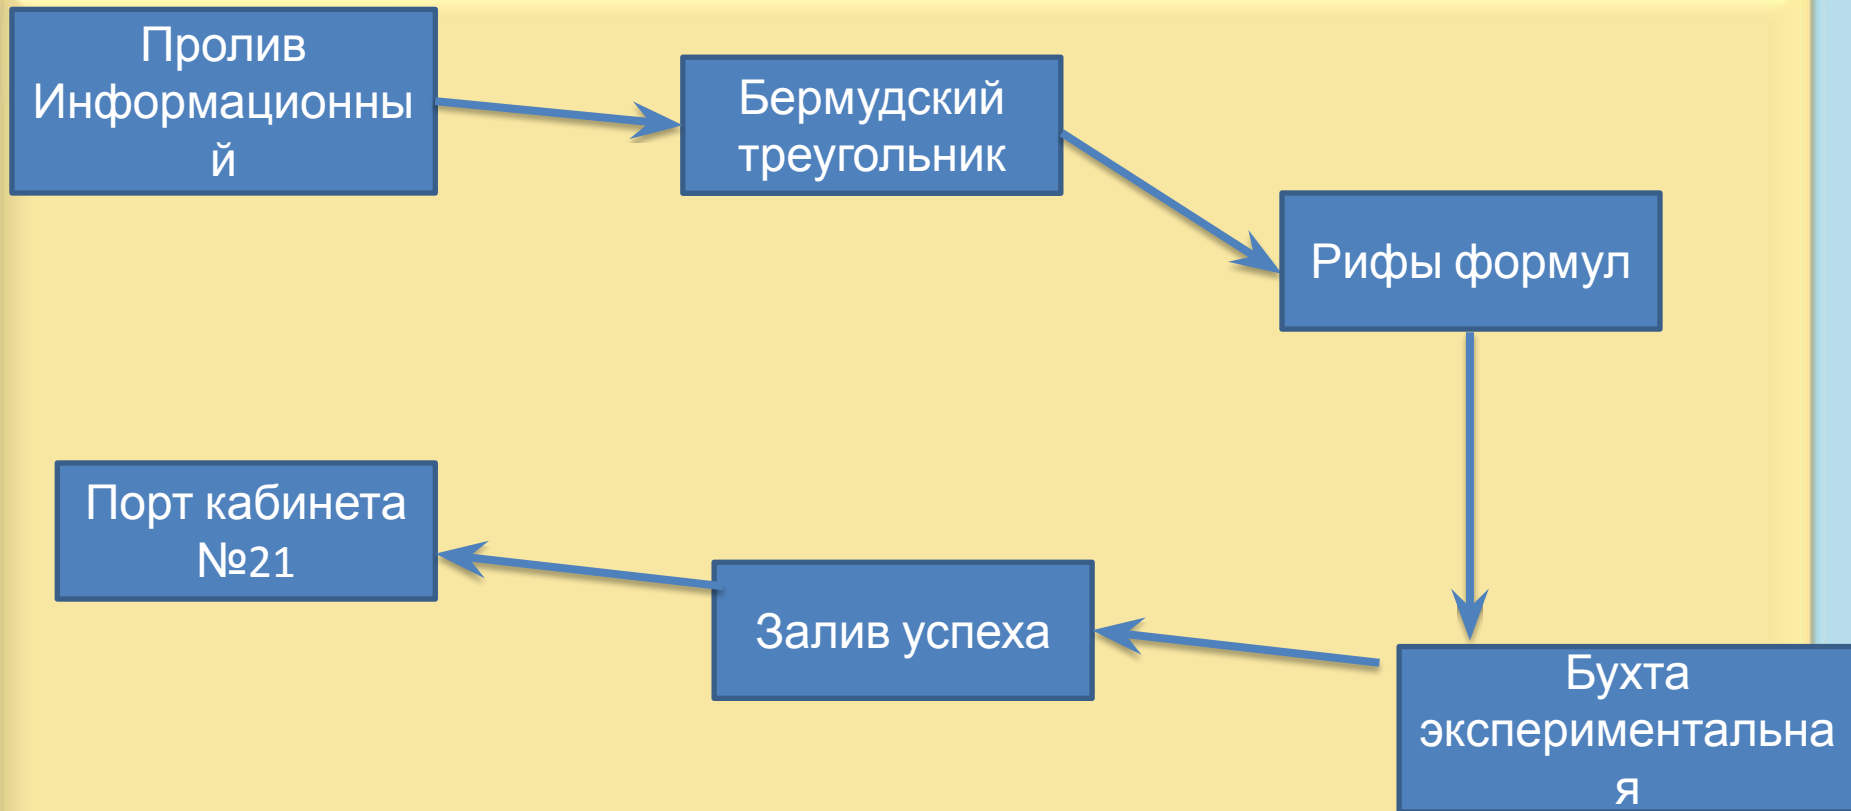 Пролив
Информационны
й
Бермудский
треугольник
Рифы формул
Бухта
экспериментальна
я
Залив успеха
Порт кабинета
№21